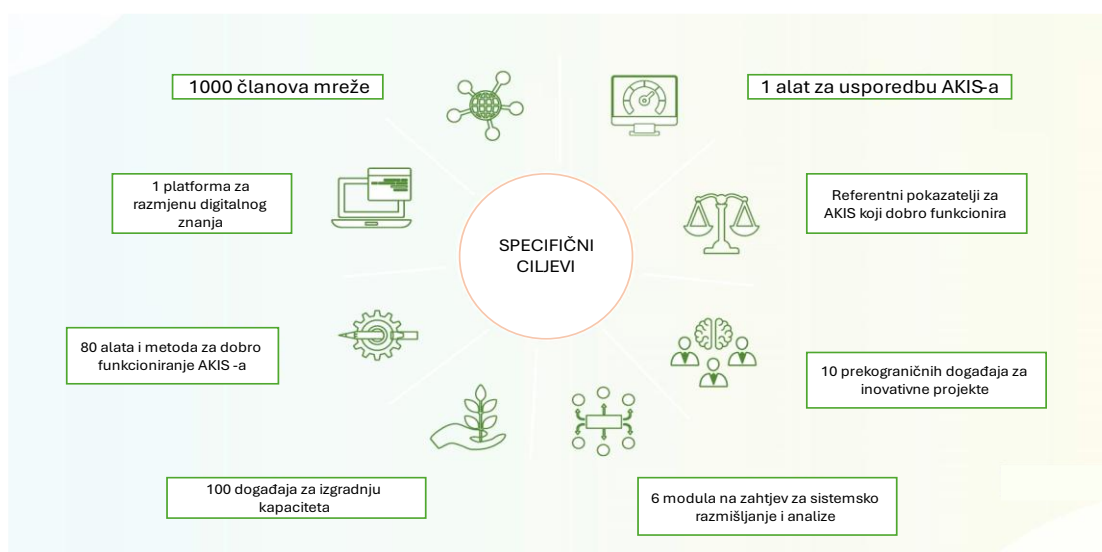 1000 članova mreže
1 alat za usporedbu AKIS-a
1 platforma za
razmjenu digitalnog
znanja
Referentni pokazatelji za
AKIS koji dobro funkcionira
SPECIFIČNI
CILJEVI
80 alata i metoda za dobro
funkcioniranje AKIS -a
10 prekograničnih događaja za
inovativne projekte
100 događaja za izgradnju
kapaciteta
6 modula na zahtjev za sistemsko
razmišljanje i analize